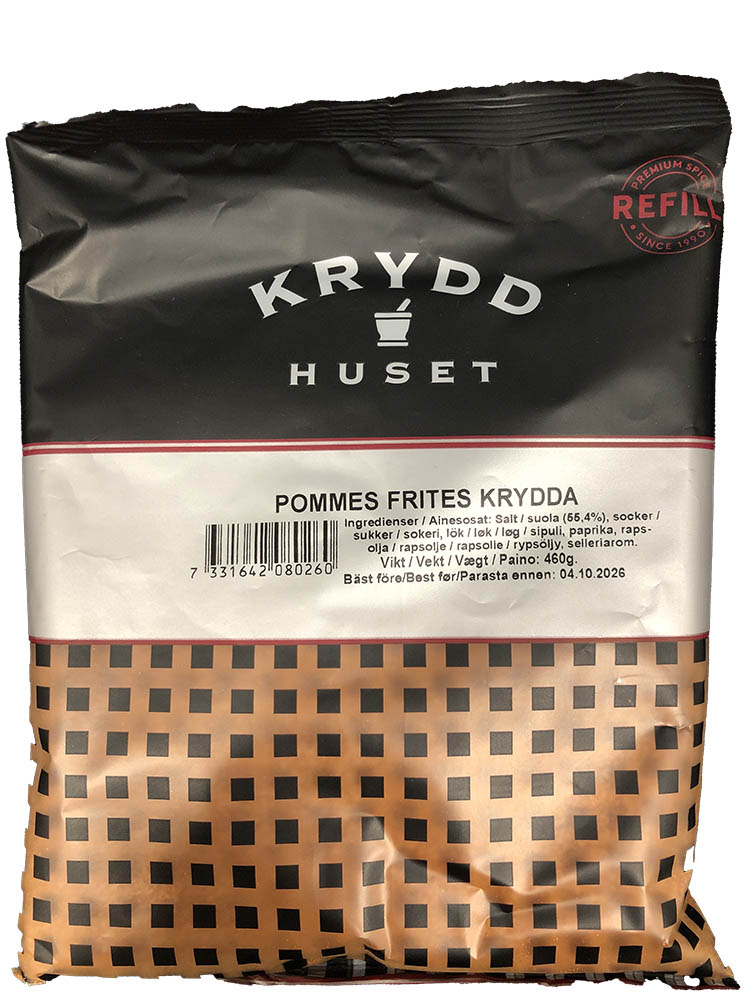 PREMIUM SPICE
REFILL
SINCE 1990
KRYDD
HUSET
POMMES FRITES KRYDDA
Ingredienser / Ainesosat: Salt / suola (55,4%), socker /
sukker / sokeri, lök / løk / løg / sipuli, paprika, raps-
olja / rapsolje / rapsolie / rypsöljy, selleriarom.
Vikt / Vekt / Vægt / Paino: 460g.
Bäst före/Best før/Parasta ennen: 04.10.2026
7 331642 080260